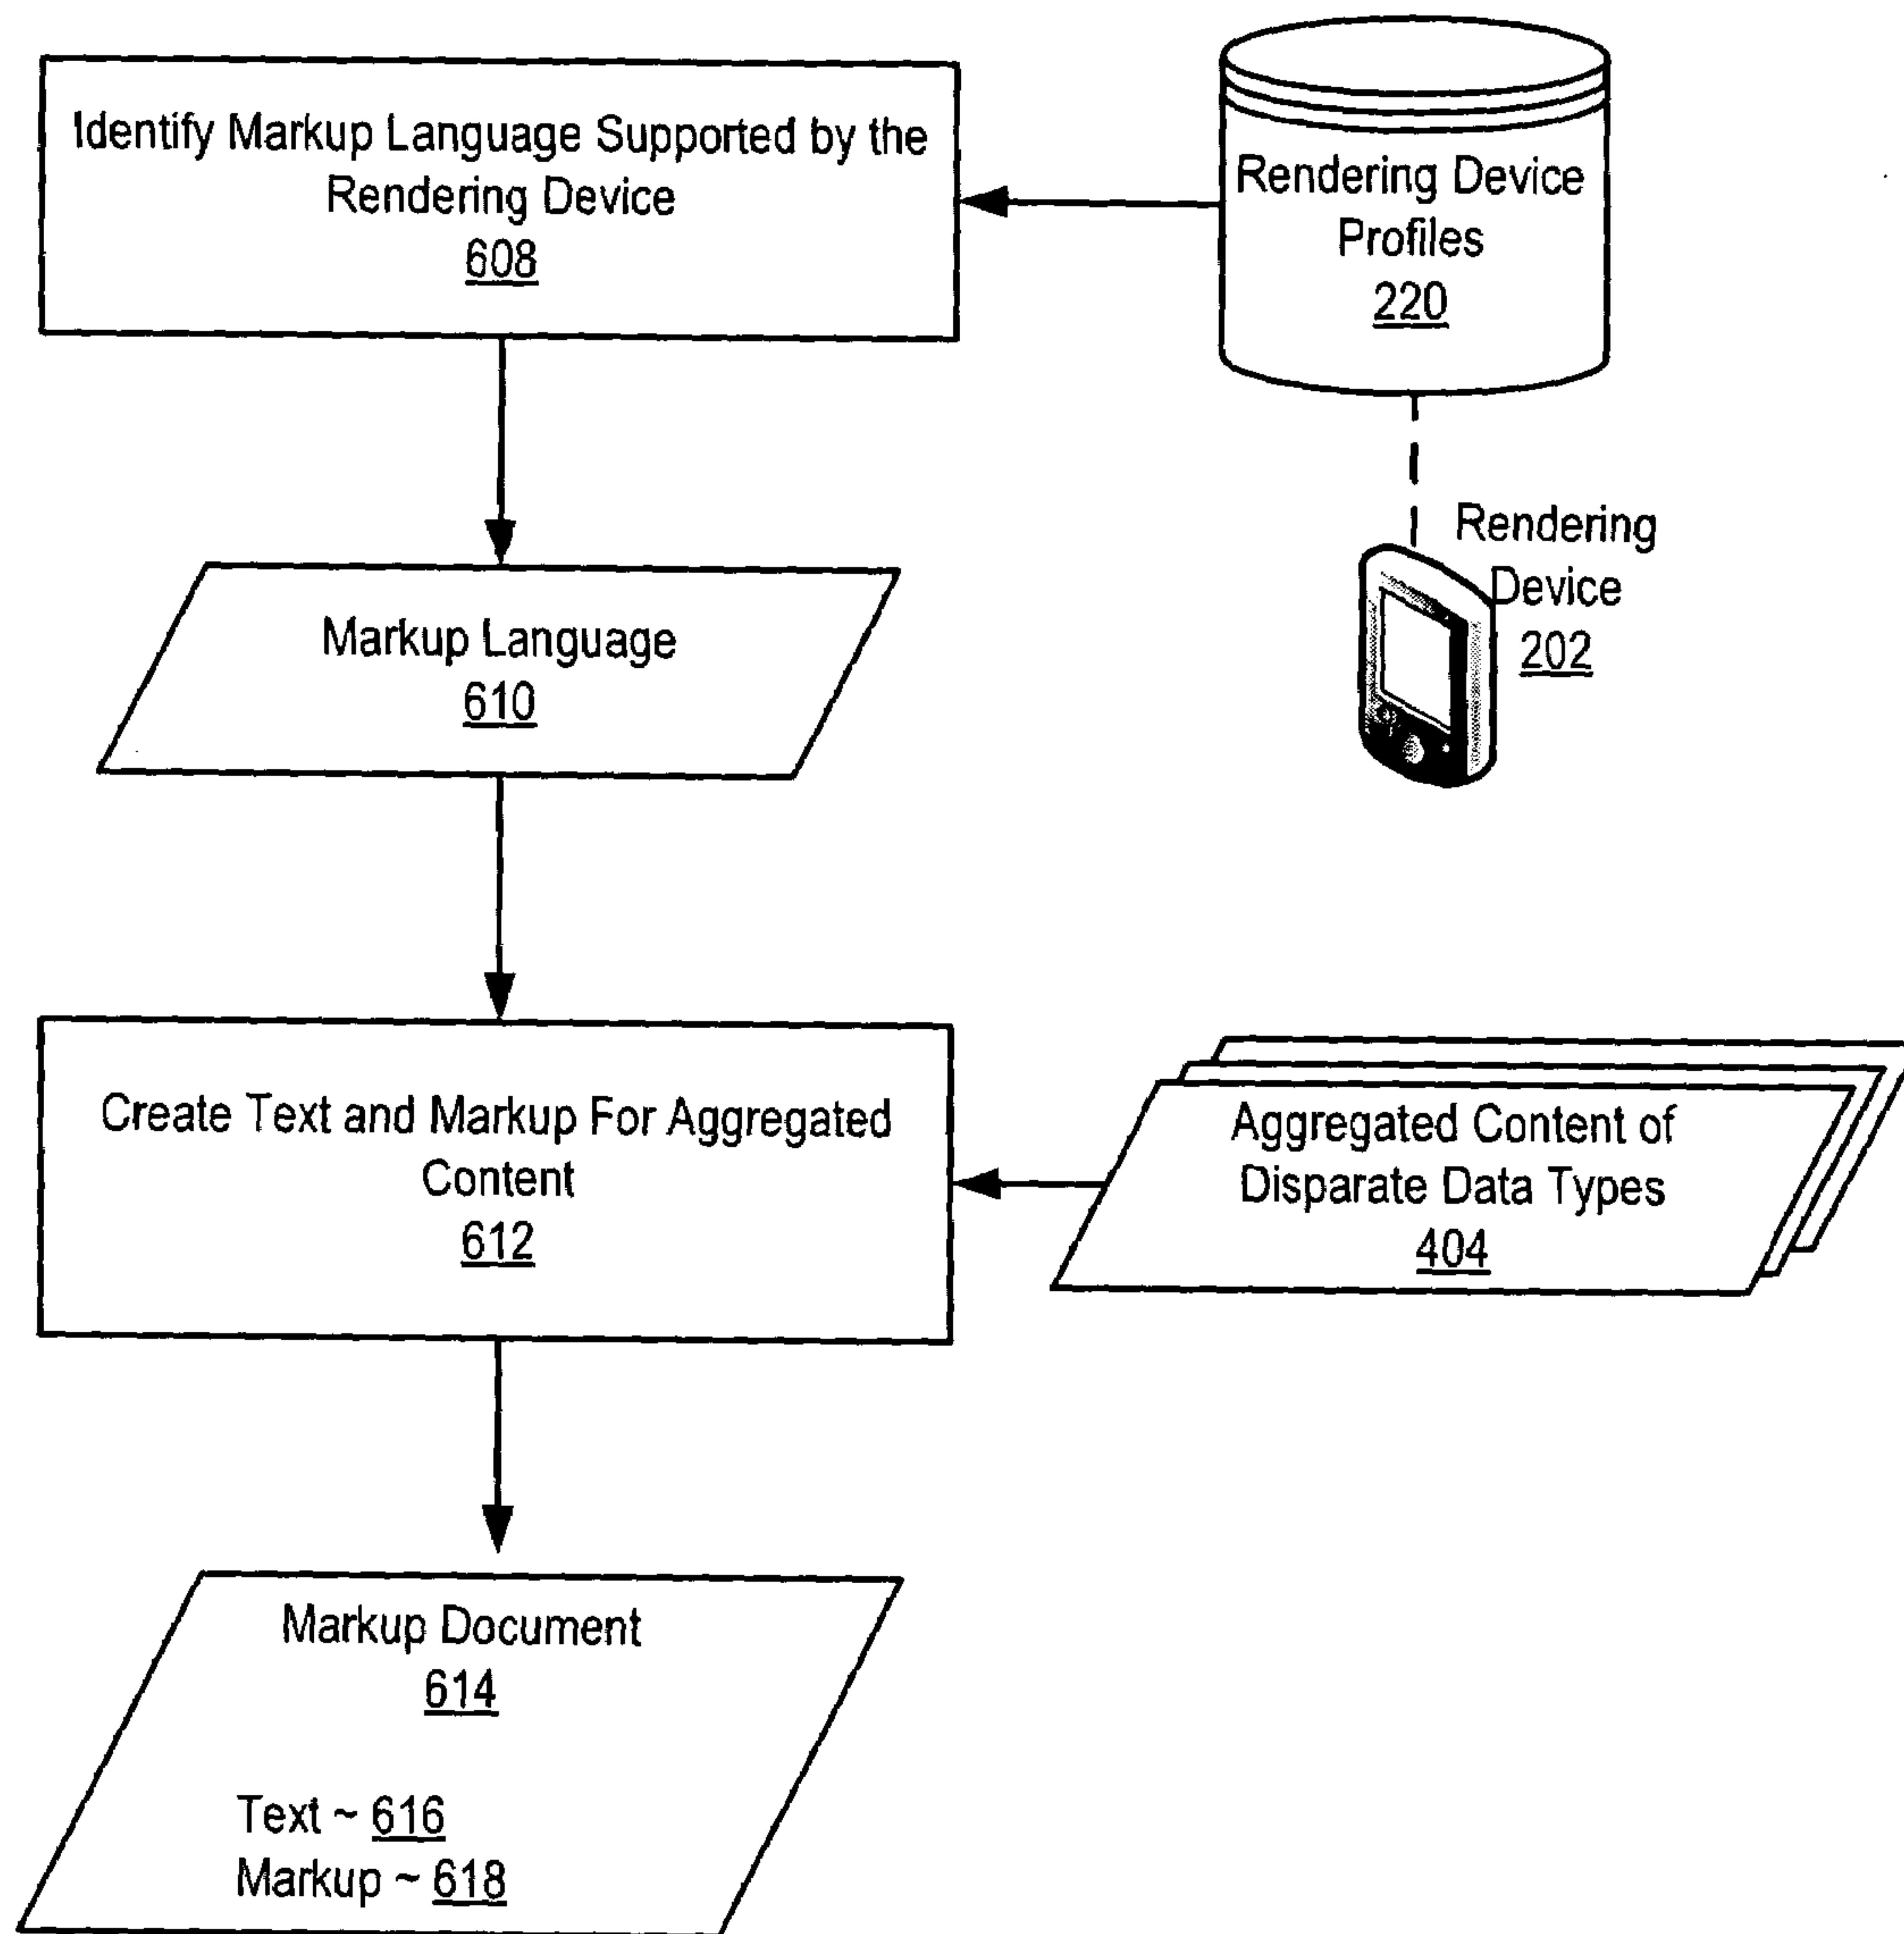 Identify Markup Language Supported by the
Rendering Device
608
Rendering Device
Profiles
220
Rendering
Device
202
Markup Language
610
Create Text and Markup For Aggregated
Content
612
Aggregated Content of
Disparate Data Types
404
Markup Document
614
Text ~ 616
Markup ~ 618